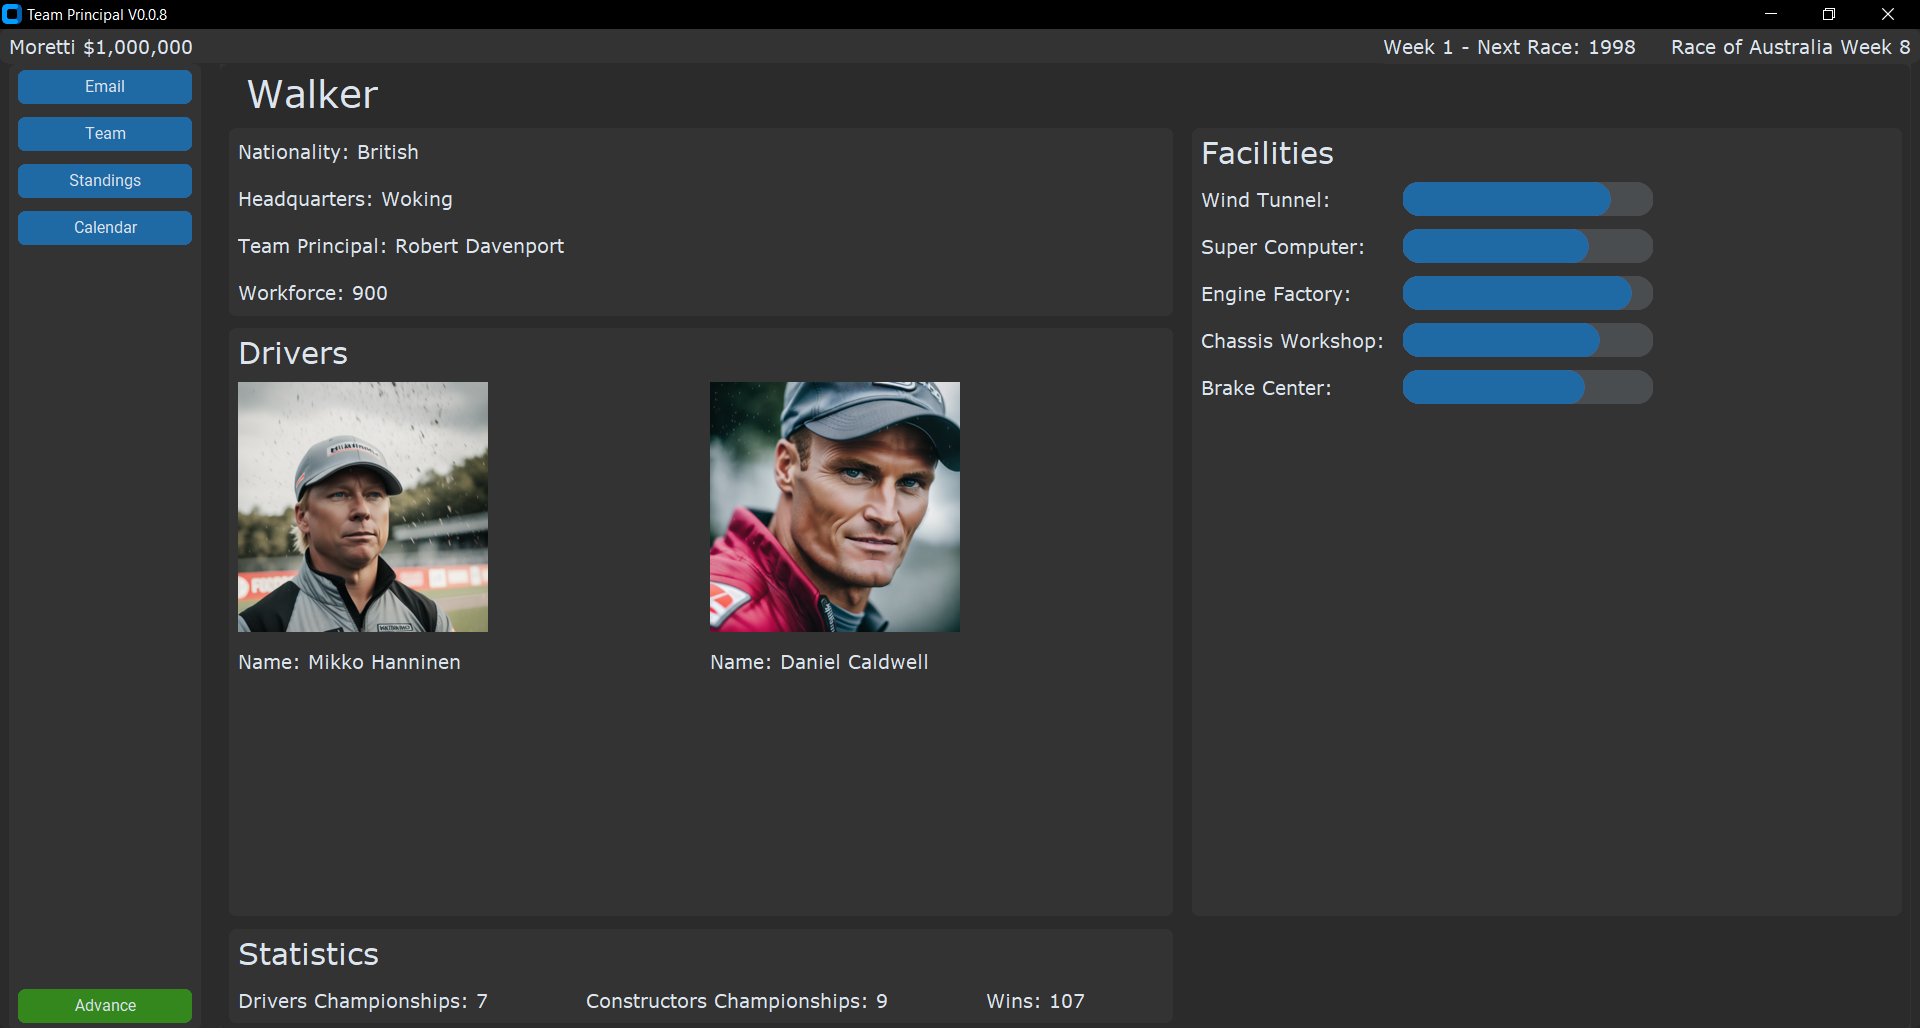 Team Principal V0.0.8
Moretti $1,000,000
Week 1 - Next Race: 1998 Race of Australia Week 8
Email
Team
Standings
Calendar
Advance
Walker
Nationality: British
Headquarters: Woking
Team Principal: Robert Davenport
Workforce: 900
Drivers
Name: Mikko Hanninen
Name: Daniel Caldwell
Statistics
Drivers Championships: 7
Constructors Championships: 9
Wins: 107
Facilities
Wind Tunnel:
Super Computer:
Engine Factory:
Chassis Workshop:
Brake Center: